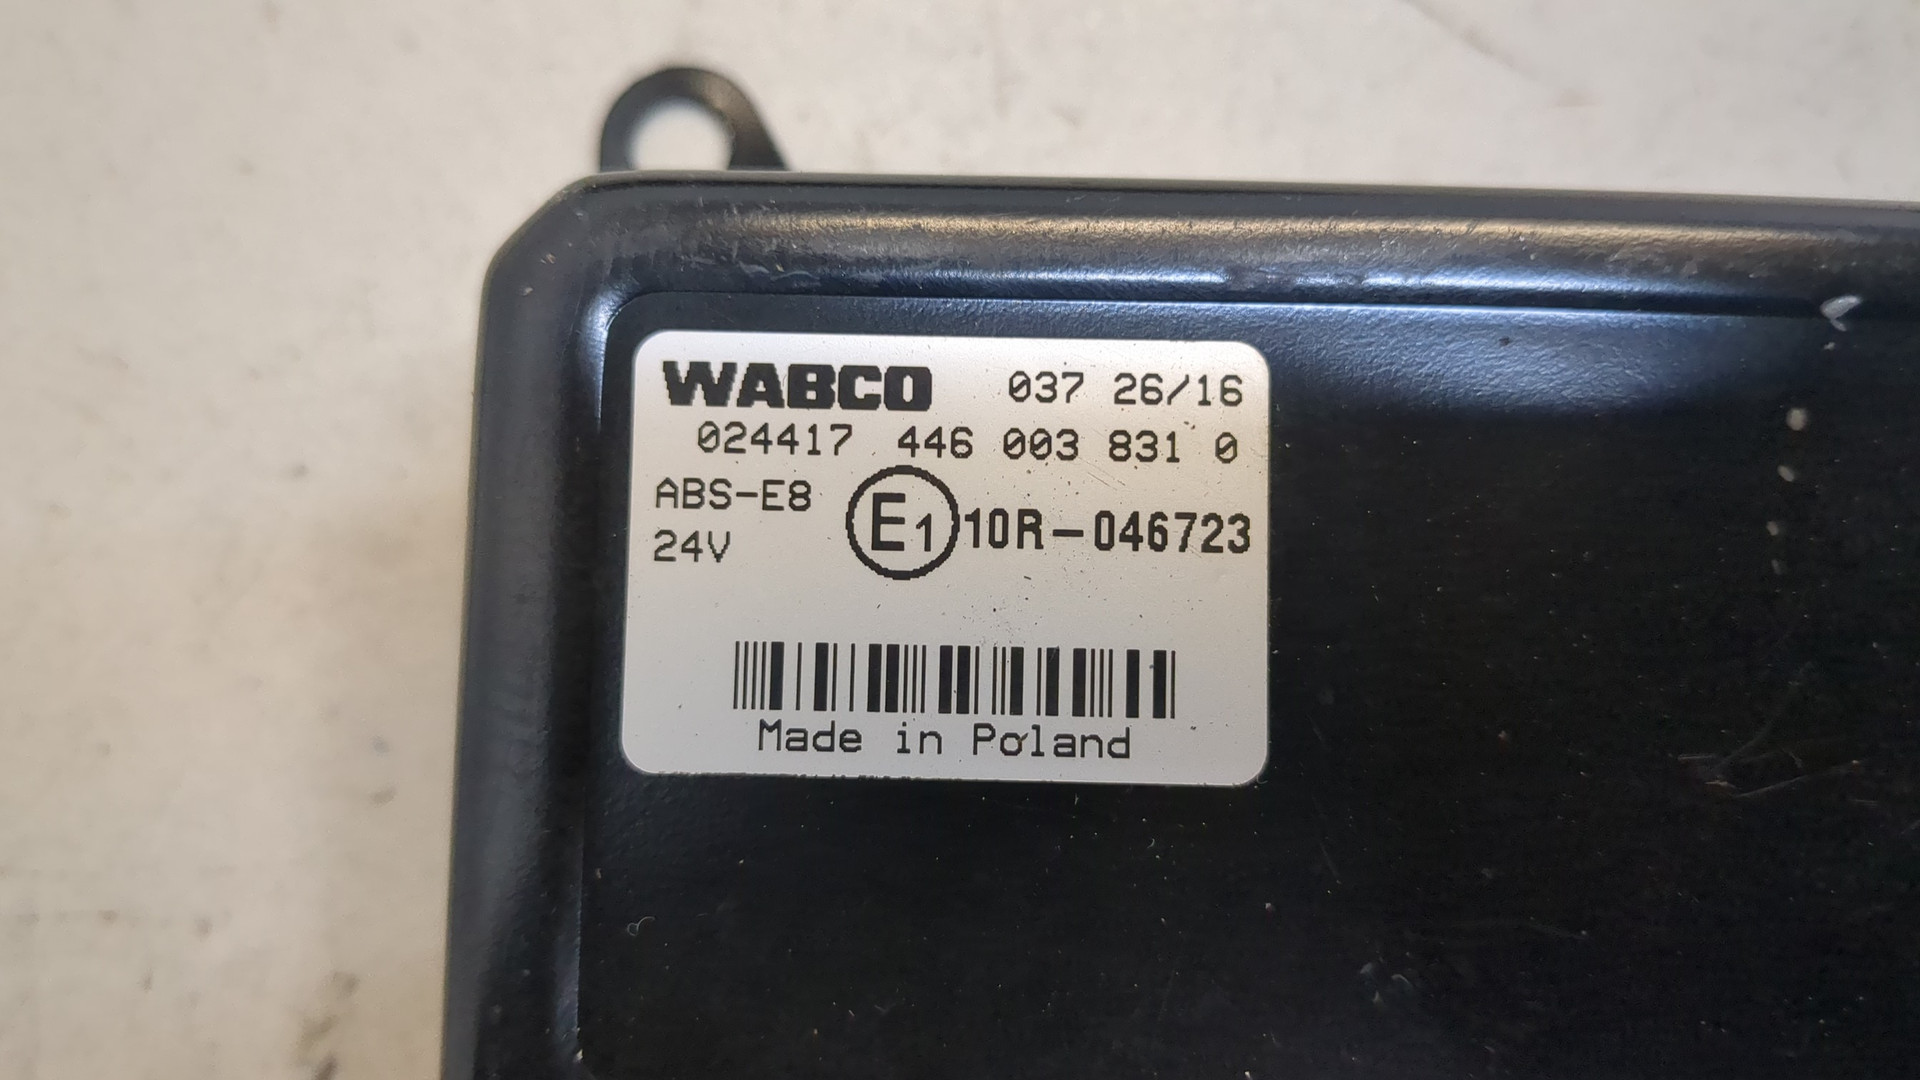 WABCO 037 26/16
024417 446 003 831 0
ABS-E8
24V
E1 10R-046723
Made in Poland